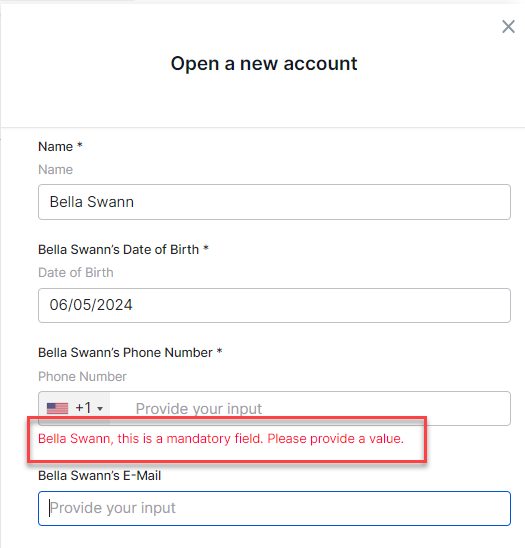 Open a new account
Name *
Name
Bella Swann
Bella Swann's Date of Birth *
Date of Birth
06/05/2024
Bella Swann's Phone Number *
Phone Number
+1 Provide your input
Bella Swann, this is a mandatory field. Please provide a value.
Bella Swann's E-Mail
Provide your input